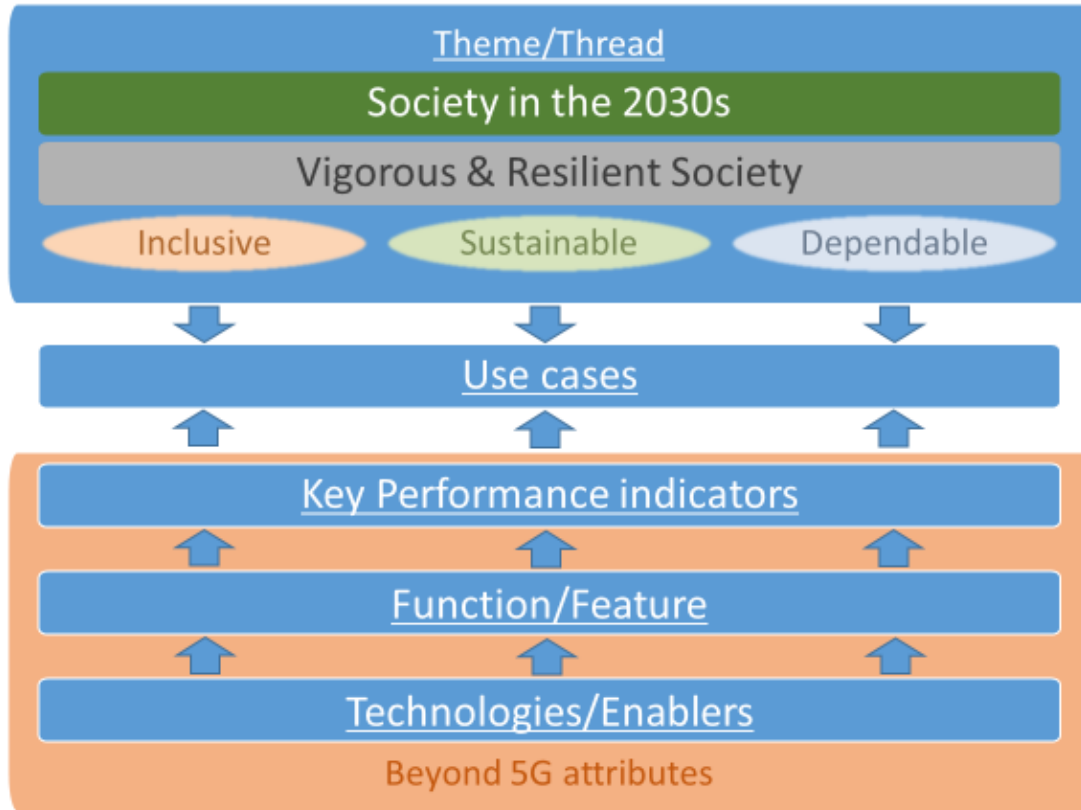 Theme/Thread
Society in the 2030s
Vigorous & Resilient Society
Inclusive
Sustainable
Dependable
Use cases
Key Performance indicators
Function/Feature
Technologies/Enablers
Beyond 5G attributes